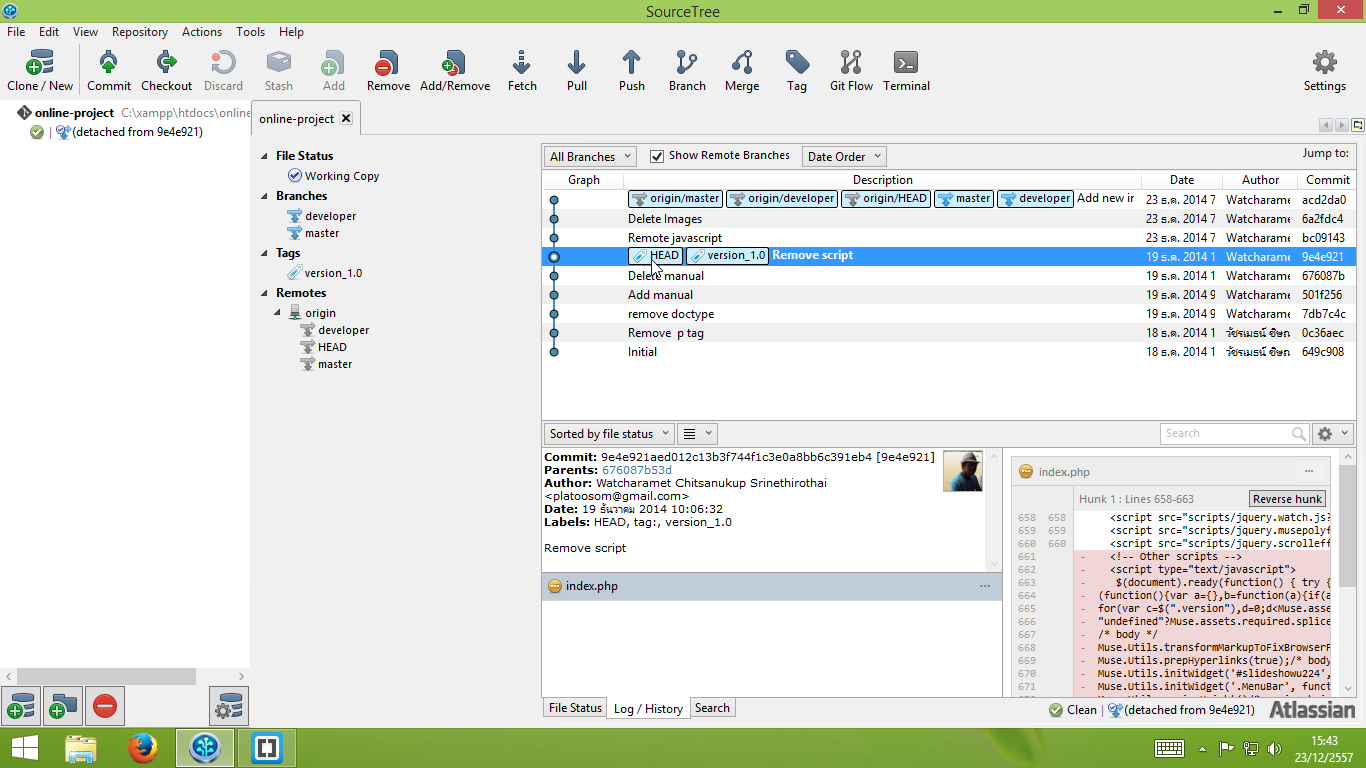 SourceTree
File Edit View Repository Actions Tools Help
Clone / New Commit Checkout Discard Stash Add Remove Add/Remove Fetch Pull Push Branch Merge Tag Git Flow Terminal Settings
online-project C:\xampp\htdocs\online
(detached from 9e4e921)
online-project
File Status
Working Copy
Branches
developer
master
Tags
version_1.0
Remotes
origin
developer
HEAD
master
All Branches Show Remote Branches Date Order Jump to:
Graph Description Date Author Commit
origin/master origin/developer origin/HEAD master developer Add new ir 23 ธ.ค. 2014 7 Watcharame acd2da0
Delete Images 23 ธ.ค. 2014 7 Watcharame 6a2fdc4
Remote javascript 23 ธ.ค. 2014 7 Watcharame bc09143
HEAD version_1.0 Remove script 19 ธ.ค. 2014 1 Watcharame 9e4e921
Delete manual 19 ธ.ค. 2014 1 Watcharame 676087b
Add manual 19 ธ.ค. 2014 9 Watcharame 501f256
remove doctype 19 ธ.ค. 2014 9 Watcharame 7db7c4c
Remove p tag 18 ธ.ค. 2014 1 วัชรเมธน์ 0c36aec
Initial 18 ธ.ค. 2014 1 วัชรเมธน์ 649c908
Sorted by file status Search
Commit: 9e4e921aed012c13b3f744f1c3e0a8bb6c391eb4 [9e4e921]
Parents: 676087b53d
Author: Watcharamet Chitsanukup Srinethirothai
<platoosom@gmail.com>
Date: 19 ธันวาคม 2014 10:06:32
Labels: HEAD, tag:, version_1.0
Remove script
index.php
index.php
Hunk 1 : Lines 658-663 Reverse hunk
658 658 <script src="scripts/jquery.watch.js?
659 659 <script src="scripts/jquery.musepolyf
660 660 <script src="scripts/jquery.scrolleff
661 - <!-- Other scripts -->
662 - <script type="text/javascript">
663 - $(document).ready(function() { try {
664 - (function(){var a={},b=function(a){if(a
665 - for(var c=$(".version"),d=0;d<Muse.asse
666 - "undefined"?Muse.assets.required.splice
667 - /* body */
668 - Muse.Utils.transformMarkupToFixBrowserF
669 - Muse.Utils.prepHyperlinks(true);/* body
670 - Muse.Utils.initWidget('#slideshowu224',
671 - Muse.Utils.initWidget('.MenuBar', funct
File Status Log / History Search
Clean (detached from 9e4e921) Atlassian
15:43
23/12/2557